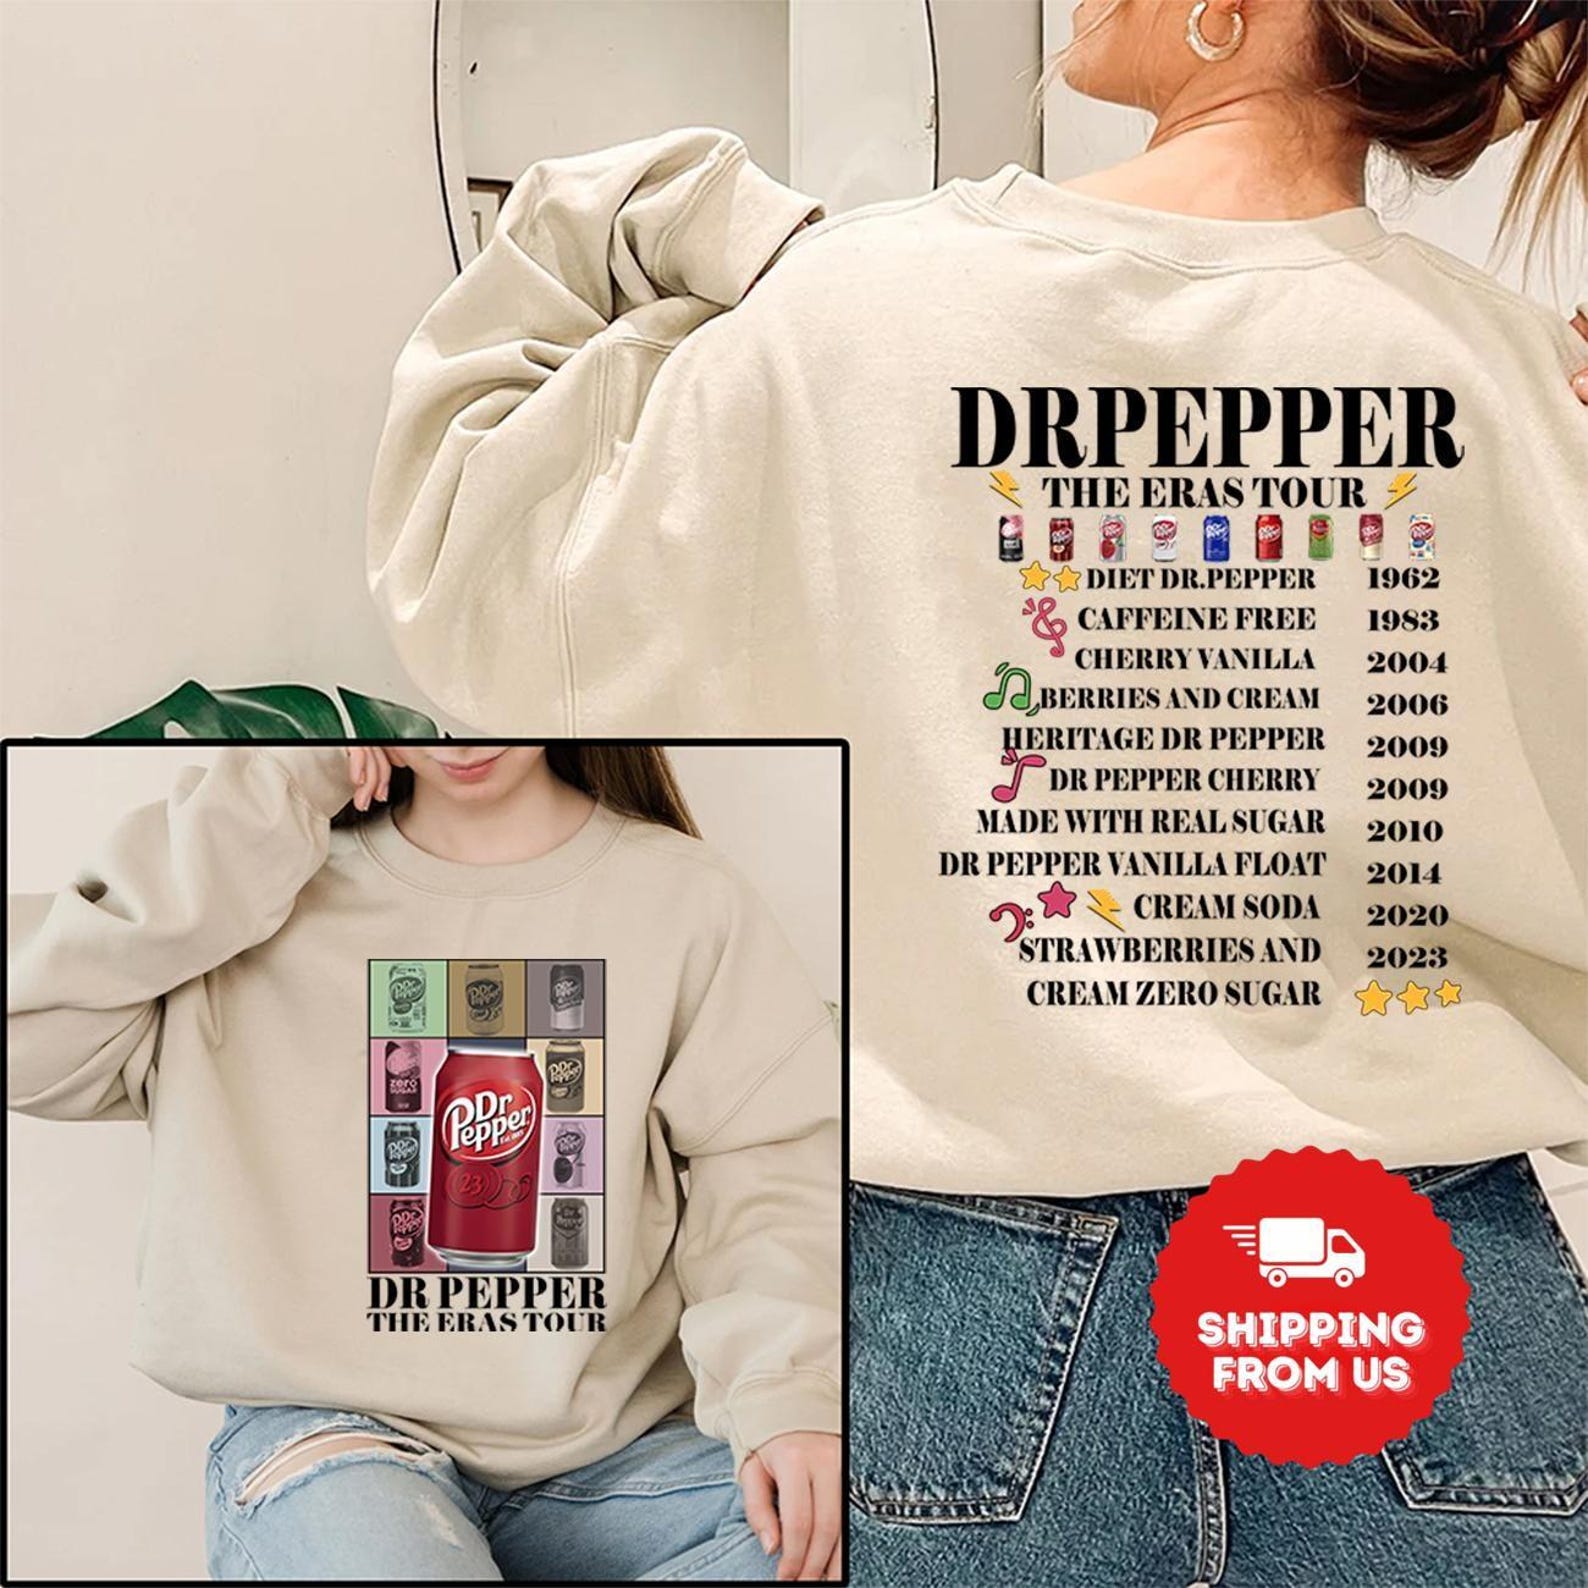 DRPEPPER
THE ERAS TOUR
DIET DR.PEPPER 1962
CAFFEINE FREE 1983
CHERRY VANILLA 2004
BERRIES AND CREAM 2006
HERITAGE DR PEPPER 2009
DR PEPPER CHERRY 2009
MADE WITH REAL SUGAR 2010
DR PEPPER VANILLA FLOAT 2014
CREAM SODA 2020
STRAWBERRIES AND 2023
CREAM ZERO SUGAR
zero
SUGAR
Dr
Pepper
23
DR PEPPER
THE ERAS TOUR
SHIPPING
FROM US